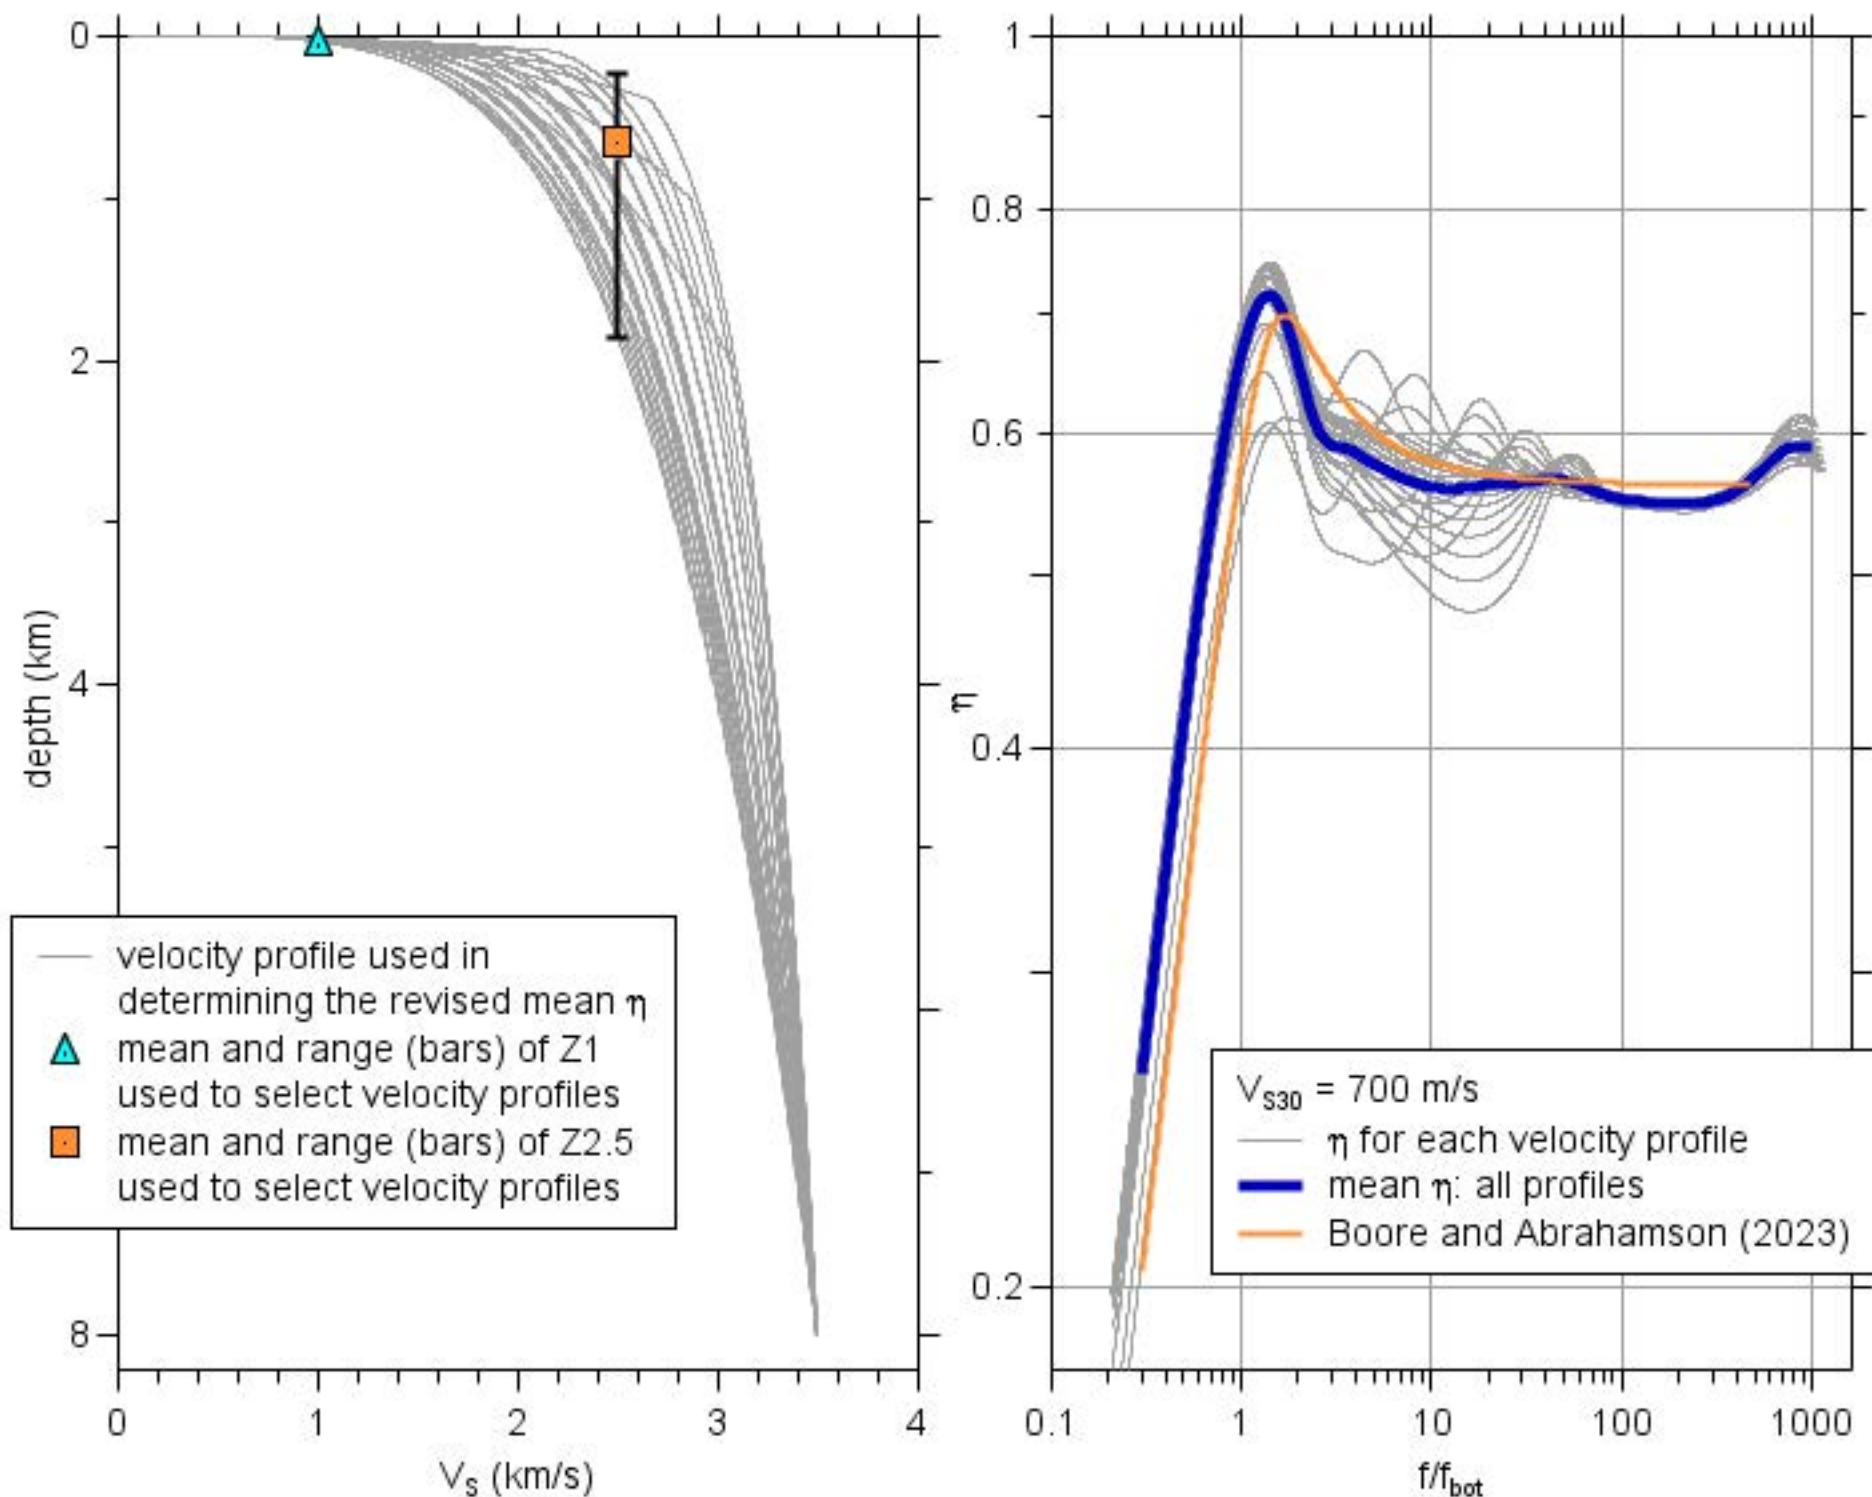 0
2
4
8
depth (km)
0
1
2
3
4
V_S (km/s)
velocity profile used in
determining the revised mean η
mean and range (bars) of Z1
used to select velocity profiles
mean and range (bars) of Z2.5
used to select velocity profiles
1
0.8
0.6
0.4
0.2
η
0.1
1
10
100
1000
f/f_bot
V_S30 = 700 m/s
η for each velocity profile
mean η: all profiles
Boore and Abrahamson (2023)